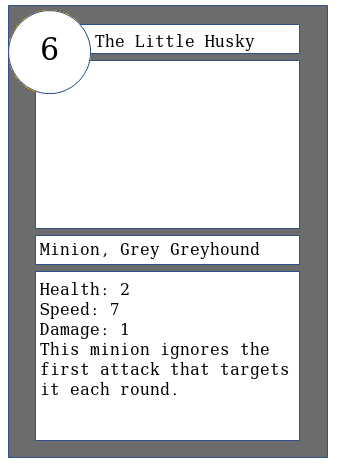 6
The Little Husky
Minion, Grey Greyhound
Health: 2
Speed: 7
Damage: 1
This minion ignores the
first attack that targets
it each round.